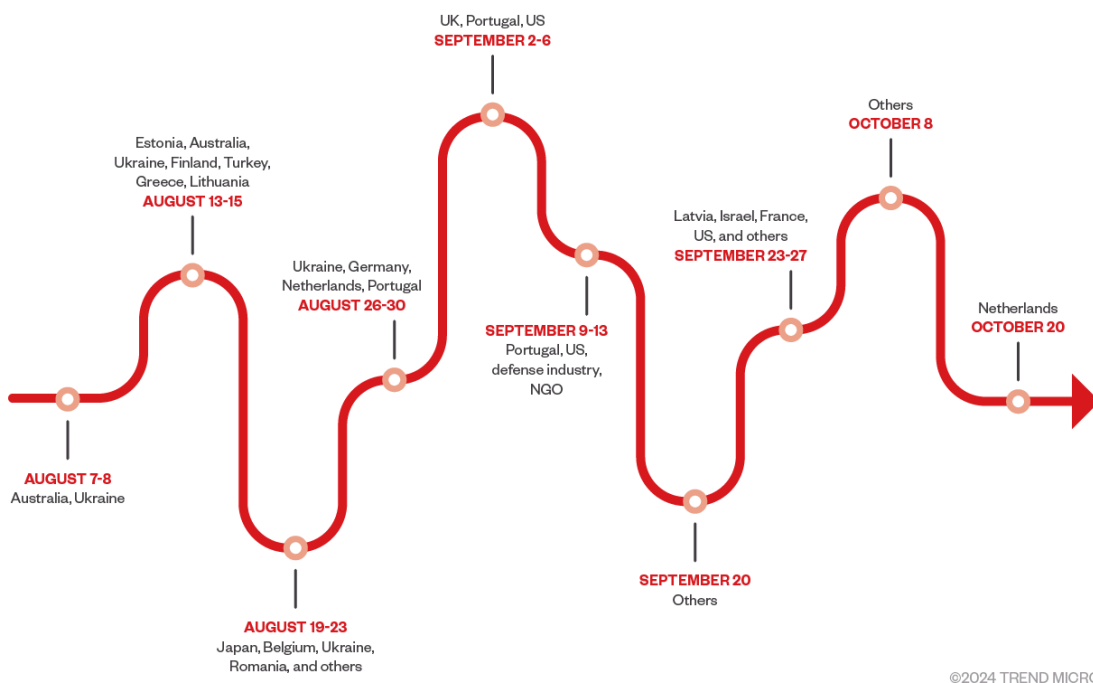 UK, Portugal, US
SEPTEMBER 2-6
Others
OCTOBER 8
Estonia, Australia,
Ukraine, Finland, Turkey,
Greece, Lithuania
AUGUST 13-15
Latvia, Israel, France,
US, and others
SEPTEMBER 23-27
Ukraine, Germany,
Netherlands, Portugal
AUGUST 26-30
Netherlands
OCTOBER 20
SEPTEMBER 9-13
Portugal, US,
defense industry,
NGO
AUGUST 7-8
Australia, Ukraine
SEPTEMBER 20
Others
AUGUST 19-23
Japan, Belgium, Ukraine,
Romania, and others
©2024 TREND MICR